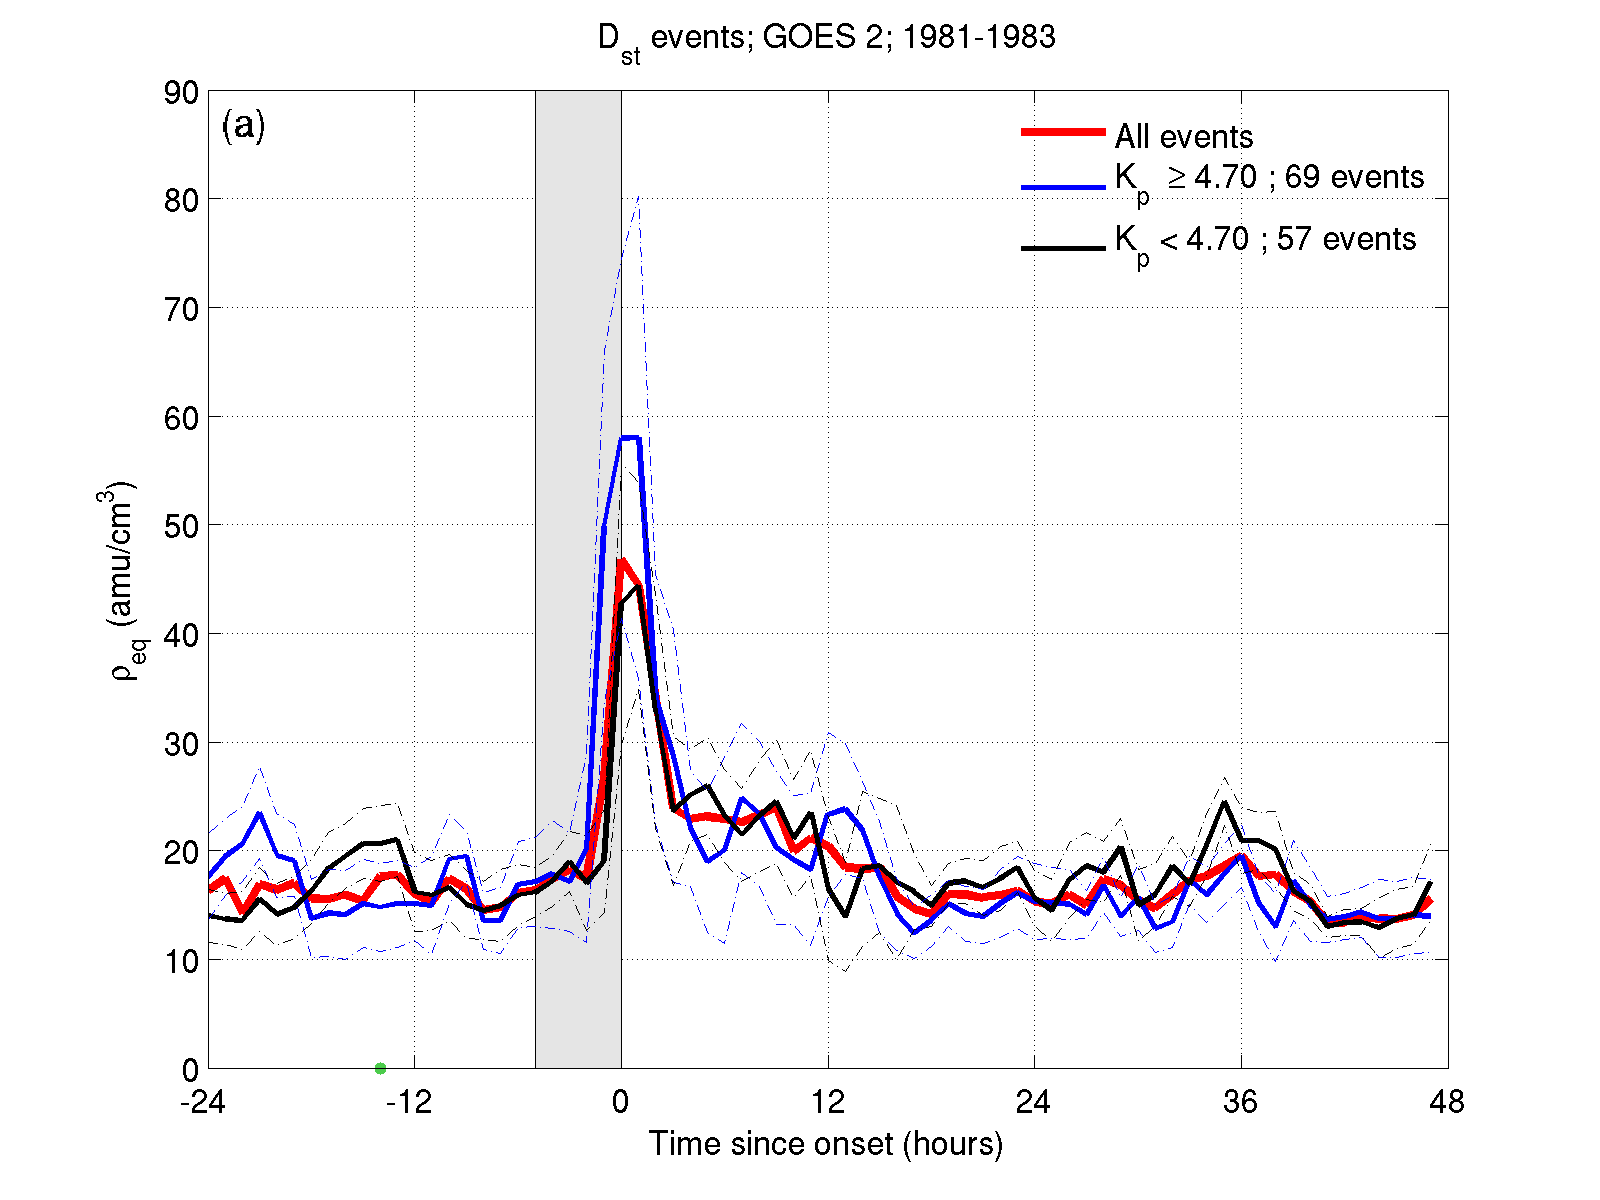 D_st events; GOES 2; 1981-1983
(a)
All events
K_p ≥ 4.70 ; 69 events
K_p < 4.70 ; 57 events
90
80
70
60
50
40
30
20
10
0
ρ_eq (amu/cm³)
-24 -12 0 12 24 36 48
Time since onset (hours)